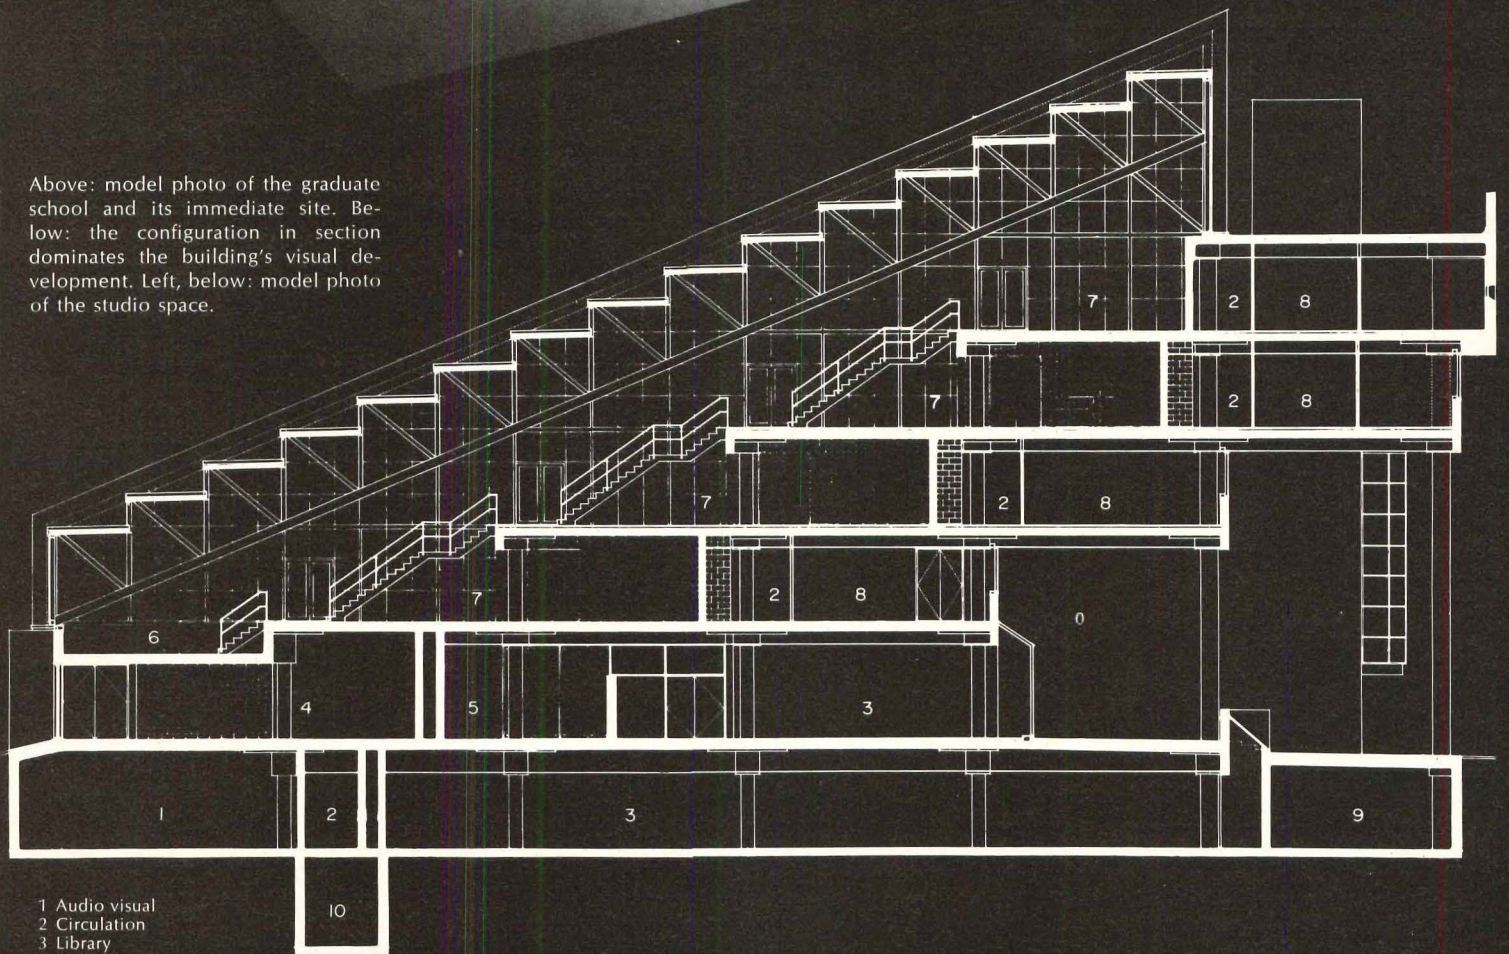 Above: model photo of the graduate
school and its immediate site. Be-
low: the configuration in section
dominates the building's visual de-
velopment. Left, below: model photo
of the studio space.
7 2 8
7 2 8
7 2 8
7 2 8 0
6
4 5 3
1 2 3 9
10
1 Audio visual
2 Circulation
3 Library